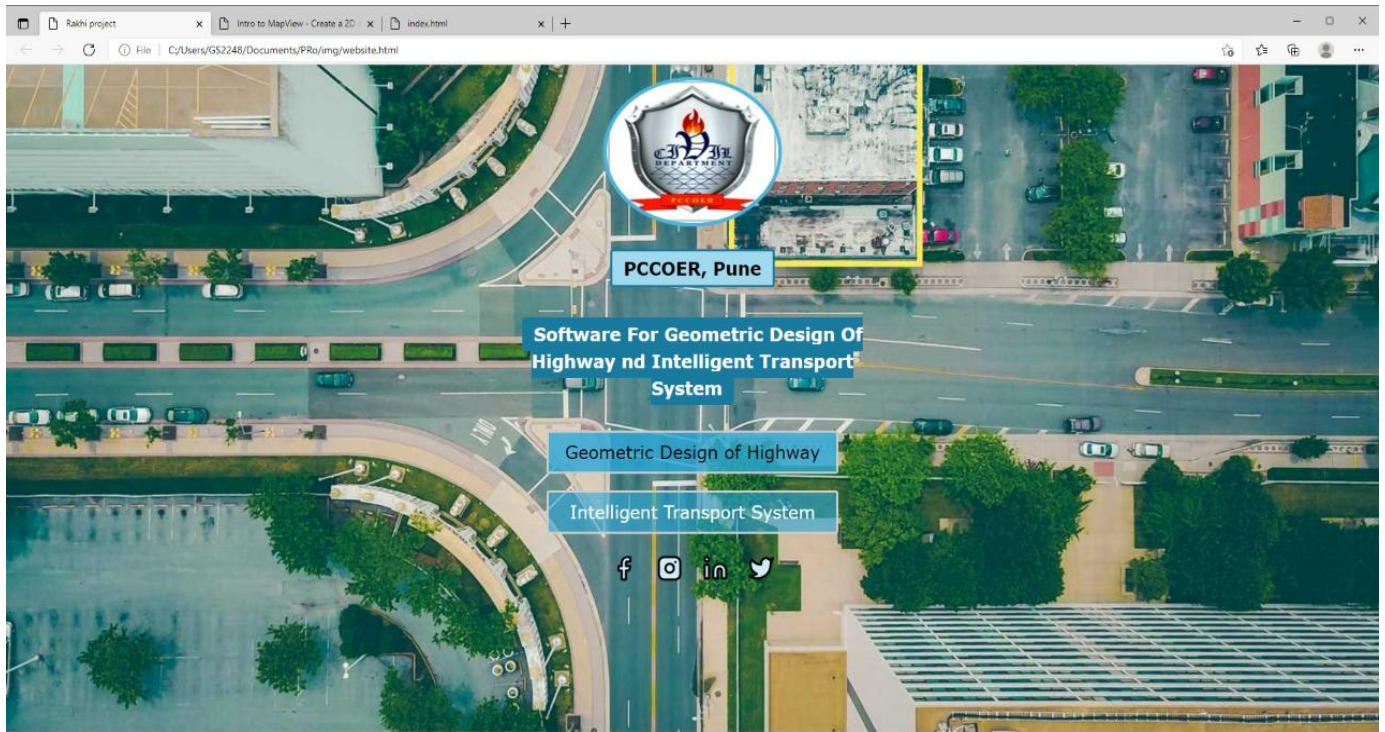 Rakhi project
Intro to MapView - Create a 2D
index.html
File
C:/Users/GS2248/Documents/PRo/img/website.html
CIVIL
DEPARTMENT
PCCOER
PCCOER, Pune
Software For Geometric Design Of
Highway nd Intelligent Transport
System
ONLY
Geometric Design of Highway
Intelligent Transport System
f
in